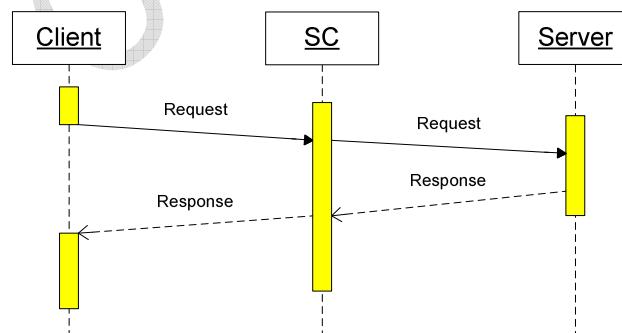 Client
SC
Server
Request
Request
Response
Response